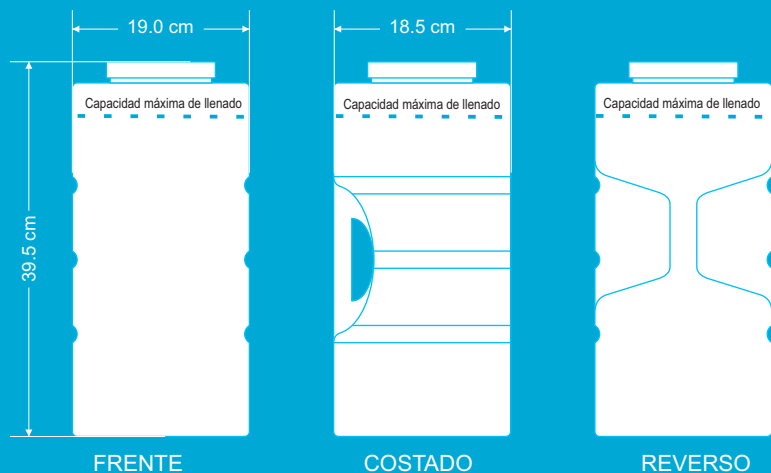 19.0 cm
18.5 cm
Capacidad máxima de llenado
Capacidad máxima de llenado
Capacidad máxima de llenado
39.5 cm
FRENTE
COSTADO
REVERSO